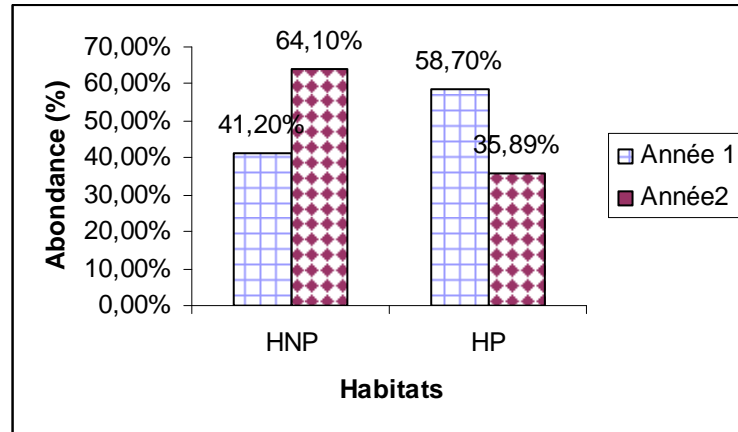 Abondance (%)
70,00%
60,00%
50,00%
40,00%
30,00%
20,00%
10,00%
0,00%
41,20%
64,10%
58,70%
35,89%
HNP
HP
Habitats
Année 1
Année2